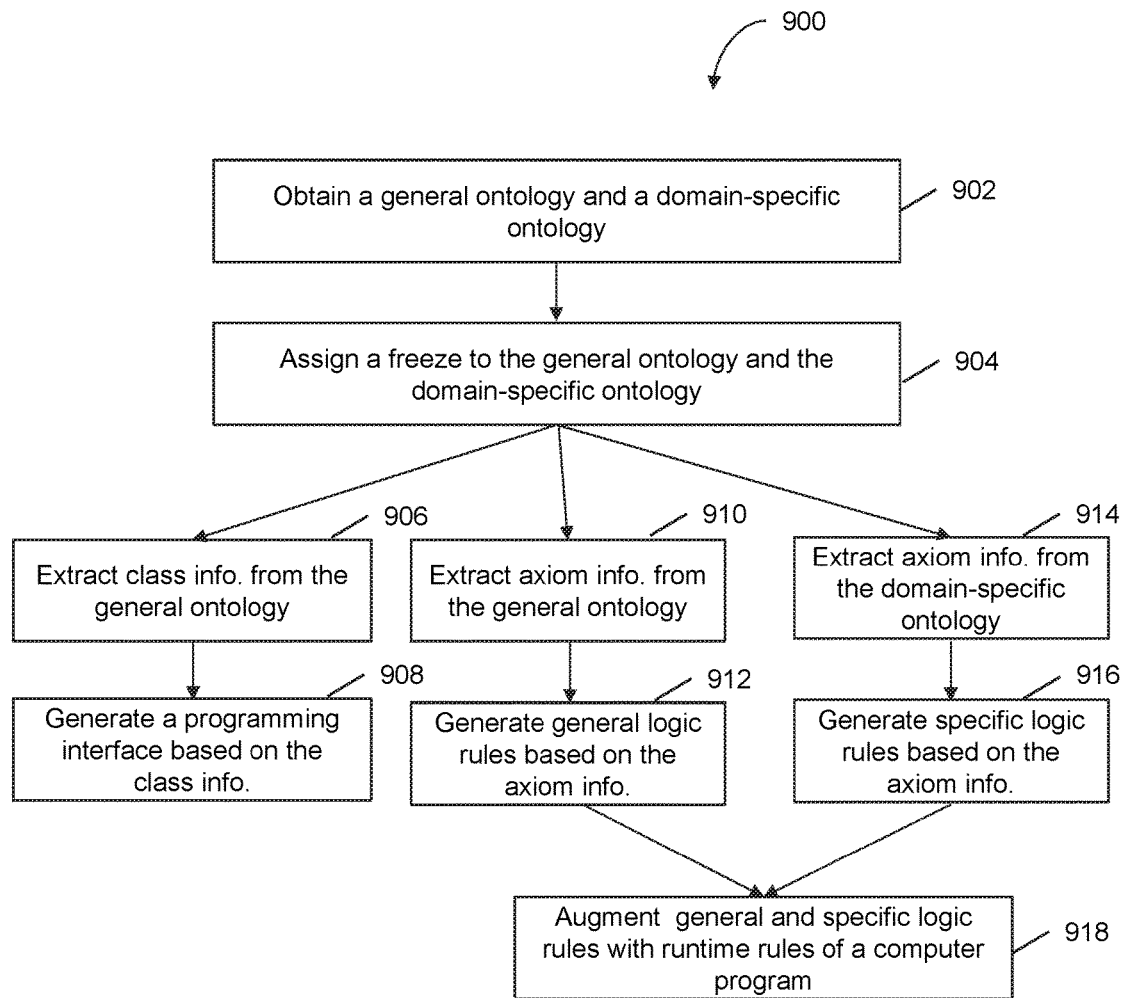 900
Obtain a general ontology and a domain-specific
ontology
902
Assign a freeze to the general ontology and the
domain-specific ontology
904
906
Extract class info. from the
general ontology
910
Extract axiom info. from
the general ontology
914
Extract axiom info. from
the domain-specific
ontology
908
Generate a programming
interface based on the
class info.
912
Generate general logic
rules based on the
axiom info.
916
Generate specific logic
rules based on the
axiom info.
Augment general and specific logic
rules with runtime rules of a computer
program
918